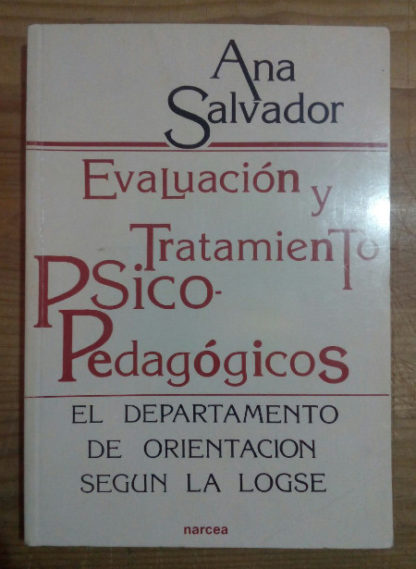 Ana
Salvador
Evaluación y
Tratamiento
Psico-
Pedagógicos
EL DEPARTAMENTO
DE ORIENTACION
SEGUN LA LOGSE
narcea